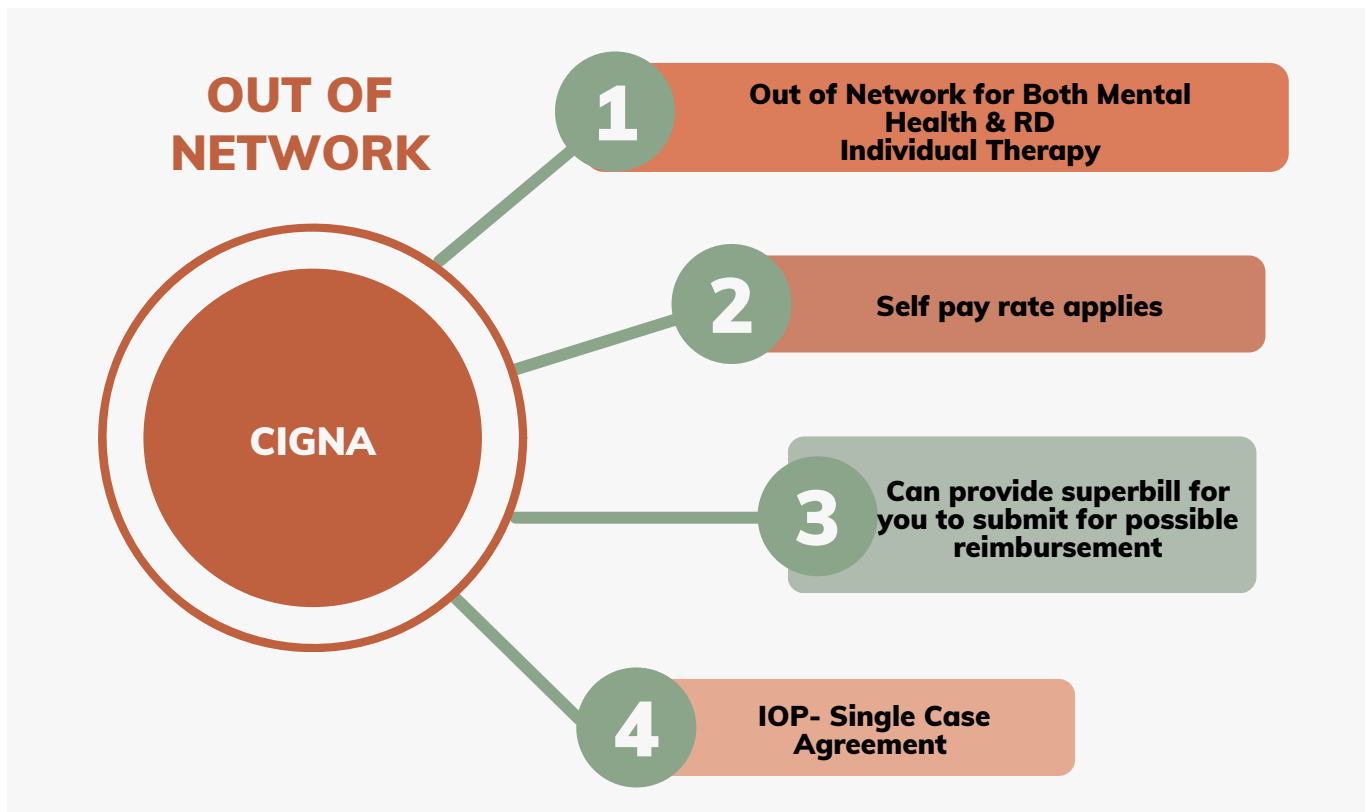 OUT OF
NETWORK
CIGNA
1
Out of Network for Both Mental
Health & RD
Individual Therapy
2
Self pay rate applies
3
Can provide superbill for
you to submit for possible
reimbursement
4
IOP- Single Case
Agreement